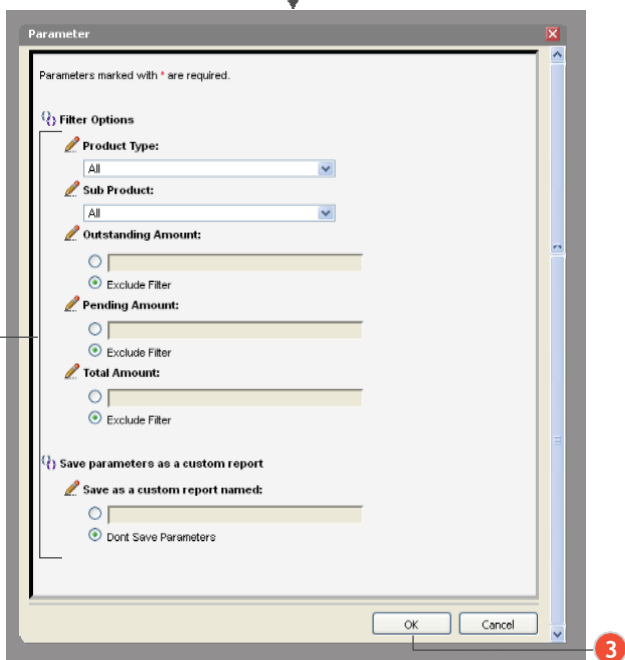 Parameter
Parameters marked with * are required.
Filter Options
Product Type:
All
Sub Product:
All
Outstanding Amount:
Exclude Filter
Pending Amount:
Exclude Filter
Total Amount:
Exclude Filter
Save parameters as a custom report
Save as a custom report named:
Dont Save Parameters
OK Cancel
3